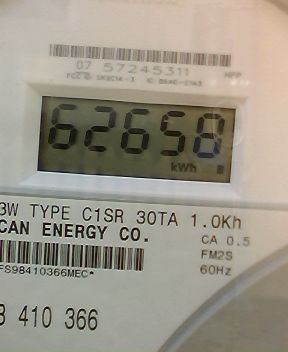 07 57245311
62658
kWh
3W TYPE C1SR 30TA 1.0Kh
CAN ENERGY CO.
CA 0.5
FM2S
60Hz
FS98410366MEC*
8 410 366